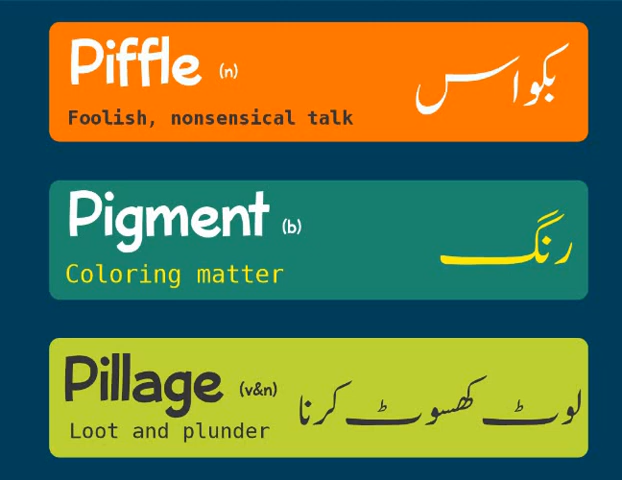 Piffle (n) بکواس
Foolish, nonsensical talk
Pigment (b) رنگ
Coloring matter
Pillage (v&n) لوٹ کھسوٹ کرنا
Loot and plunder